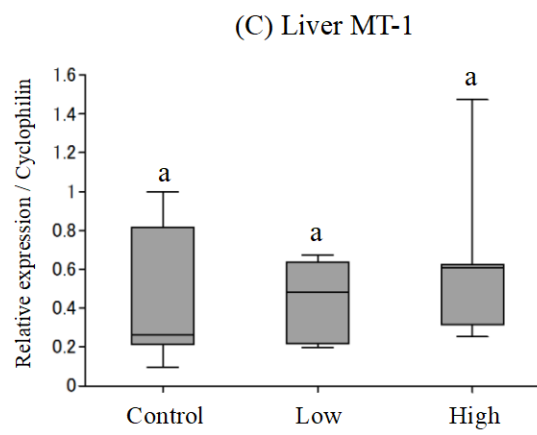 (C) Liver MT-1
Relative expression / Cyclophilin
1.6
1.4
1.2
1
0.8
0.6
0.4
0.2
0
a
a
a
Control
Low
High